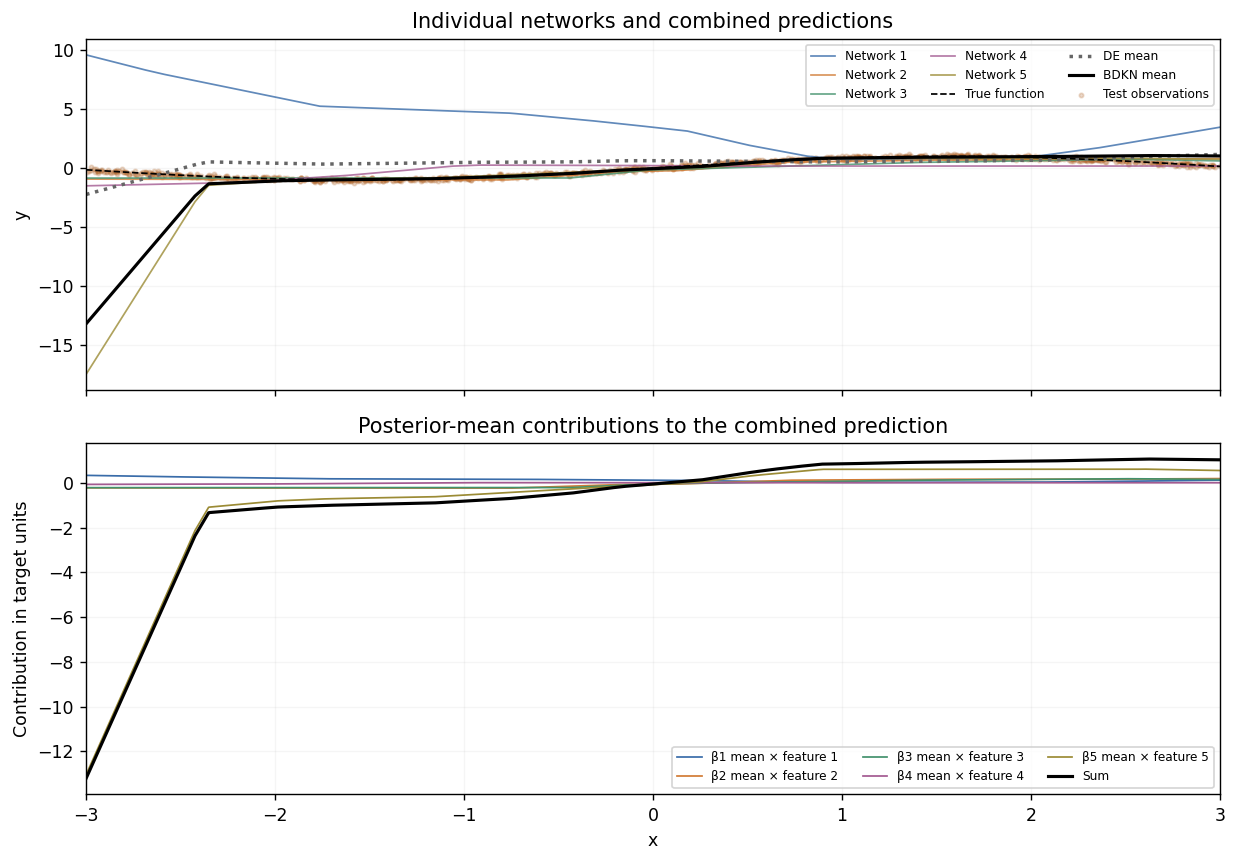 Individual networks and combined predictions
10
5
0
−5
−10
−15
y
Network 1
Network 2
Network 3
Network 4
Network 5
True function
DE mean
BDKN mean
Test observations
Posterior-mean contributions to the combined prediction
0
−2
−4
−6
−8
−10
−12
Contribution in target units
β1 mean × feature 1
β2 mean × feature 2
β3 mean × feature 3
β4 mean × feature 4
β5 mean × feature 5
Sum
−3
−2
−1
0
1
2
3
x